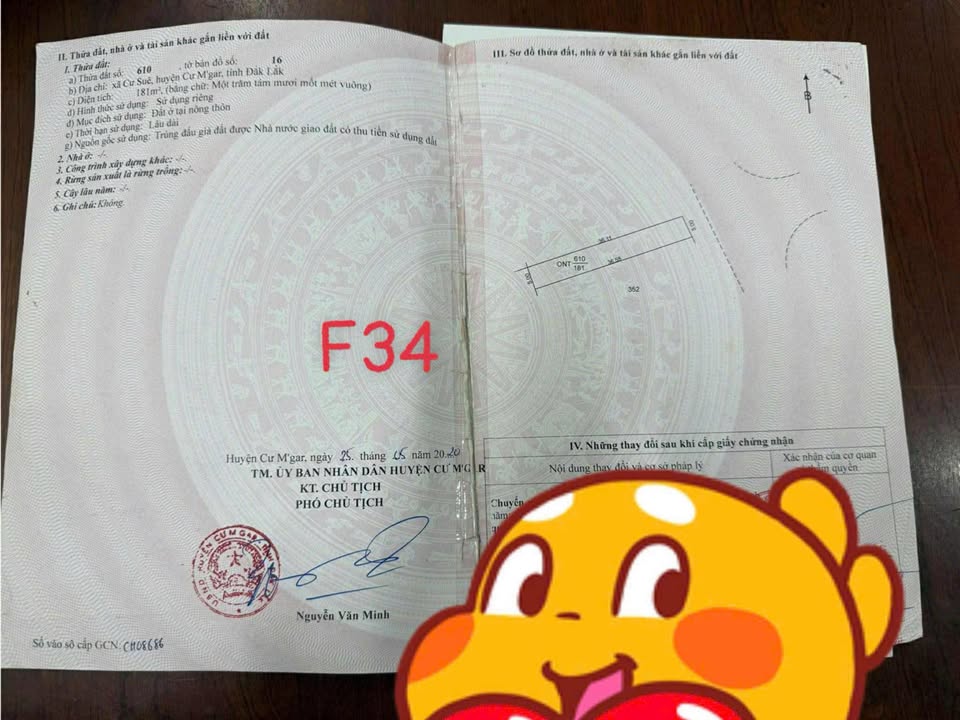 II. Thửa đất, nhà ở và tài sản khác gắn liền với đất
1. Thửa đất:
a) Thửa đất số: 610 , tờ bản đồ số: 16
b) Địa chỉ: xã Cư Suê, huyện Cư M'gar, tỉnh Đắk Lắk
c) Diện tích: 181m², (bằng chữ: Một trăm tám mươi mốt mét vuông)
d) Hình thức sử dụng: Sử dụng riêng
đ) Mục đích sử dụng: Đất ở tại nông thôn
e) Thời hạn sử dụng: Lâu dài
g) Nguồn gốc sử dụng: Trúng đấu giá đất được Nhà nước giao đất có thu tiền sử dụng đất
2. Nhà ở: -/-
3. Công trình xây dựng khác: -/-
4. Rừng sản xuất là rừng trồng: -/-
5. Cây lâu năm: -/-
6. Ghi chú: Không.
F34
Huyện Cư M'gar, ngày 25 tháng 05 năm 2020
TM. ỦY BAN NHÂN DÂN HUYỆN CƯ M'GAR
KT. CHỦ TỊCH
PHÓ CHỦ TỊCH
Nguyễn Văn Minh
Số vào sổ cấp GCN: CH08686
III. Sơ đồ thửa đất, nhà ở và tài sản khác gắn liền với đất
B
36.11
5.00
ONT 610
181
5.00
352
IV. Những thay đổi sau khi cấp giấy chứng nhận
Nội dung thay đổi và cơ sở pháp lý
Xác nhận của cơ quan
thẩm quyền
Chuyển